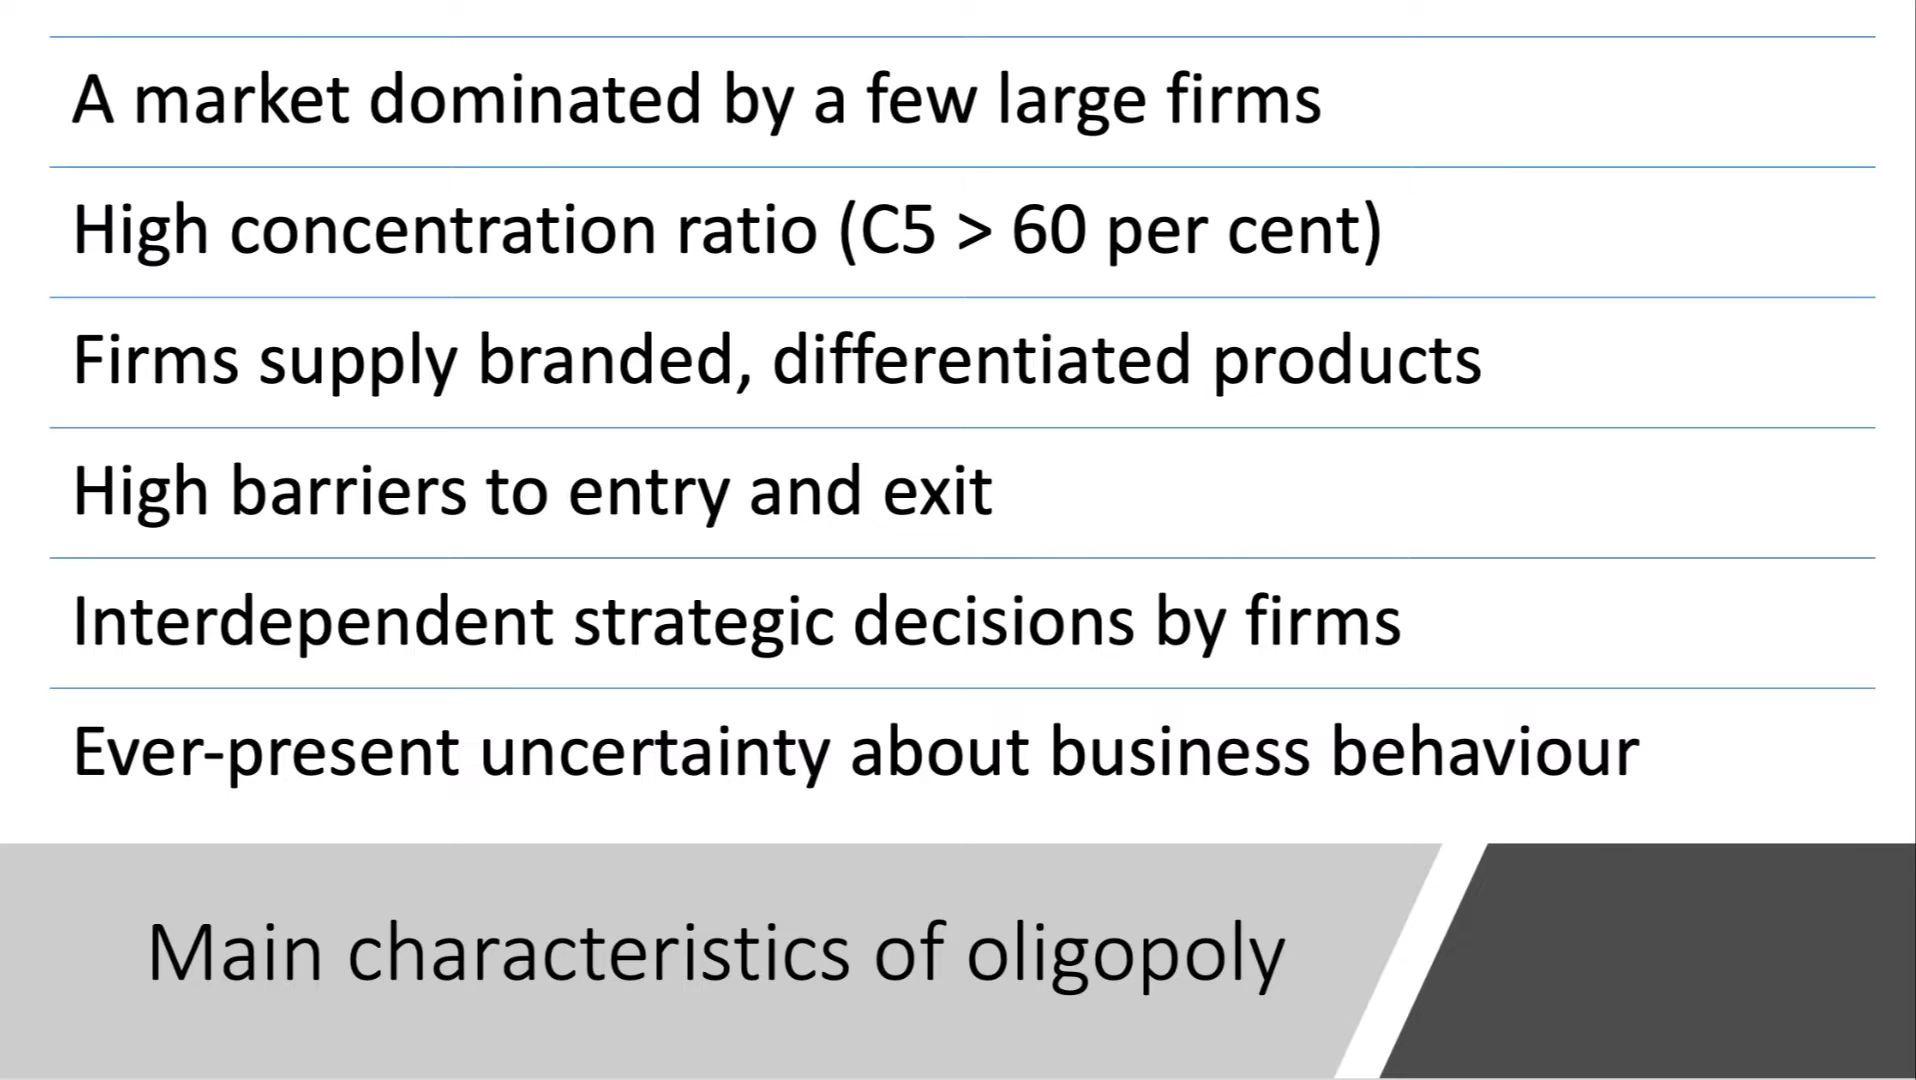 A market dominated by a few large firms
High concentration ratio (C5 > 60 per cent)
Firms supply branded, differentiated products
High barriers to entry and exit
Interdependent strategic decisions by firms
Ever-present uncertainty about business behaviour
Main characteristics of oligopoly